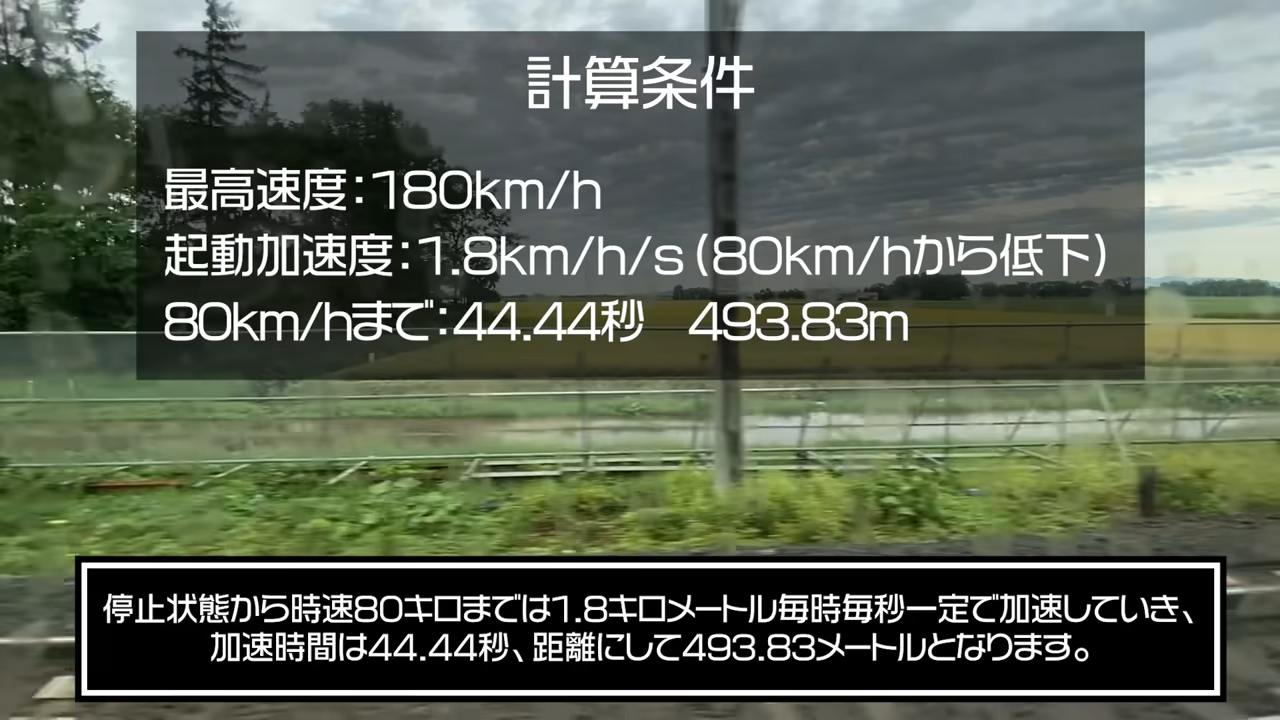 計算条件
最高速度：180km/h
起動加速度：1.8km/h/s（80km/hから低下）
80km/hまで：44.44秒　493.83m
停止状態から時速80キロまでは1.8キロメートル毎時毎秒一定で加速していき、
加速時間は44.44秒、距離にして493.83メートルとなります。